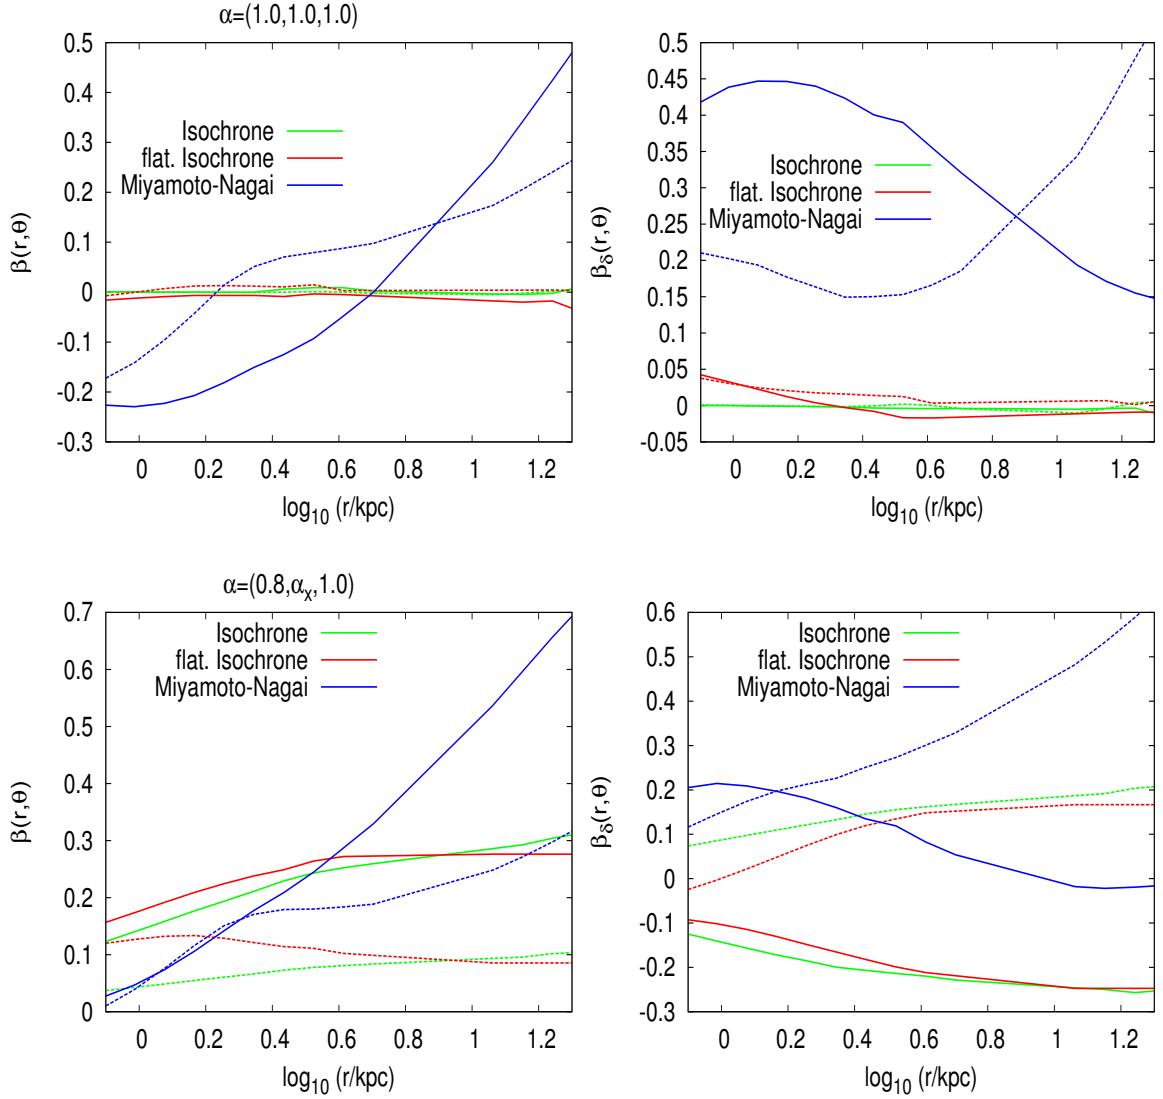 α=(1.0,1.0,1.0)
0.5
0.4
0.3
0.2
0.1
0
-0.1
-0.2
-0.3
β(r,θ)
Isochrone
flat. Isochrone
Miyamoto-Nagai
0 0.2 0.4 0.6 0.8 1 1.2
log10 (r/kpc)
0.5
0.45
0.4
0.35
0.3
0.25
0.2
0.15
0.1
0.05
0
-0.05
βδ(r,θ)
Isochrone
flat. Isochrone
Miyamoto-Nagai
0 0.2 0.4 0.6 0.8 1 1.2
log10 (r/kpc)
α=(0.8,αχ,1.0)
0.7
0.6
0.5
0.4
0.3
0.2
0.1
0
β(r,θ)
Isochrone
flat. Isochrone
Miyamoto-Nagai
0 0.2 0.4 0.6 0.8 1 1.2
log10 (r/kpc)
0.6
0.5
0.4
0.3
0.2
0.1
0
-0.1
-0.2
-0.3
βδ(r,θ)
Isochrone
flat. Isochrone
Miyamoto-Nagai
0 0.2 0.4 0.6 0.8 1 1.2
log10 (r/kpc)